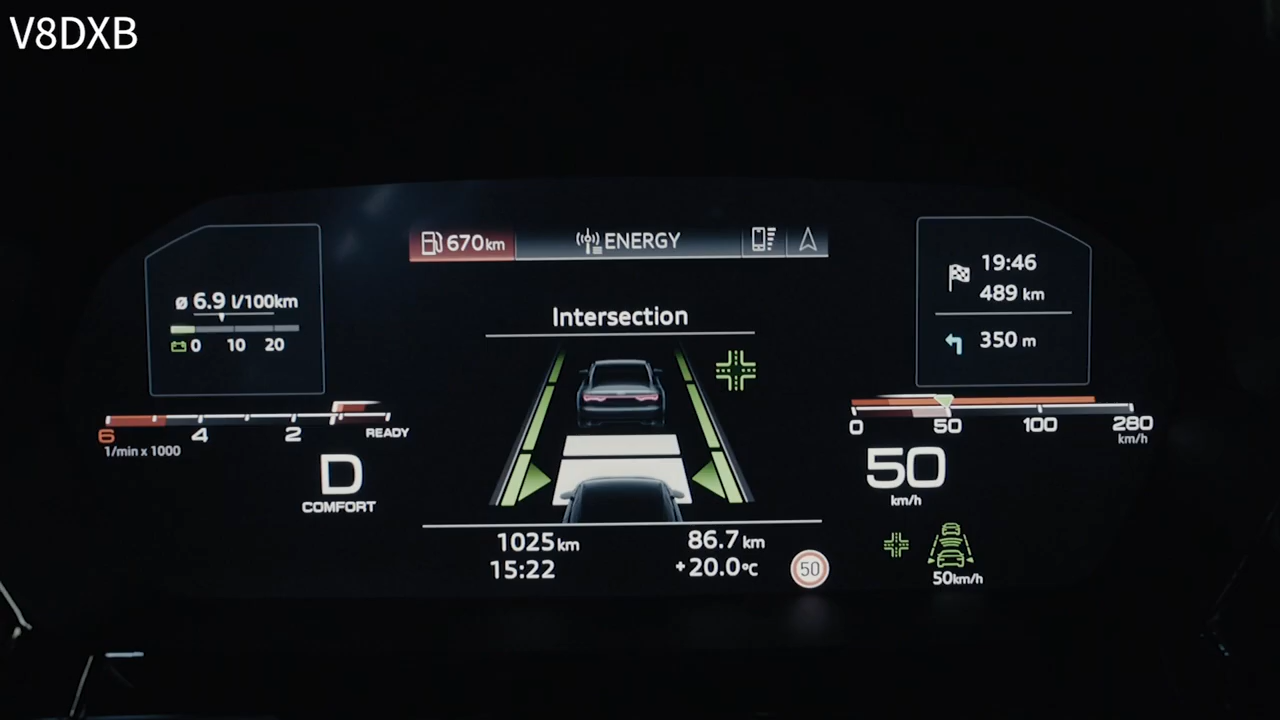 V8DXB
670km
ENERGY
ø 6.9 l/100km
0 10 20
Intersection
19:46
489 km
350 m
6 4 2 READY
1/min x 1000
D
COMFORT
0 50 100 280
km/h
50
km/h
1025km 86.7 km
15:22 +20.0°C
50
50km/h